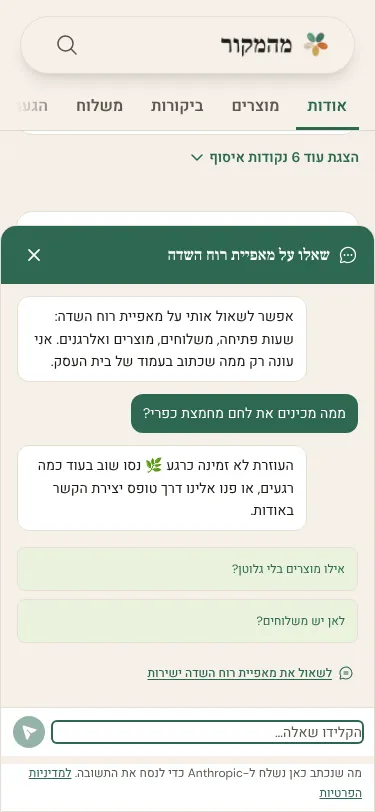 מהמקור
אודות
מוצרים
ביקורות
משלוח
הצגת עוד 6 נקודות איסוף
שאלו על מאפיית רוח השדה
אפשר לשאול אותי על מאפיית רוח השדה:
שעות פתיחה, משלוחים, מוצרים ואלרגנים. אני
עונה רק ממה שכתוב בעמוד של בית העסק.
ממה מכינים את לחם מחמצת כפרי?
העוזרת לא זמינה כרגע 🌿 נסו שוב בעוד כמה
רגעים, או פנו אלינו דרך טופס יצירת הקשר
באודות.
אילו מוצרים בלי גלוטן?
לאן יש משלוחים?
לשאול את מאפיית רוח השדה ישירות
הקלידו שאלה...
מה שנכתב כאן נשלח ל-Anthropic כדי לנסח את התשובה. למדיניות
הפרטיות